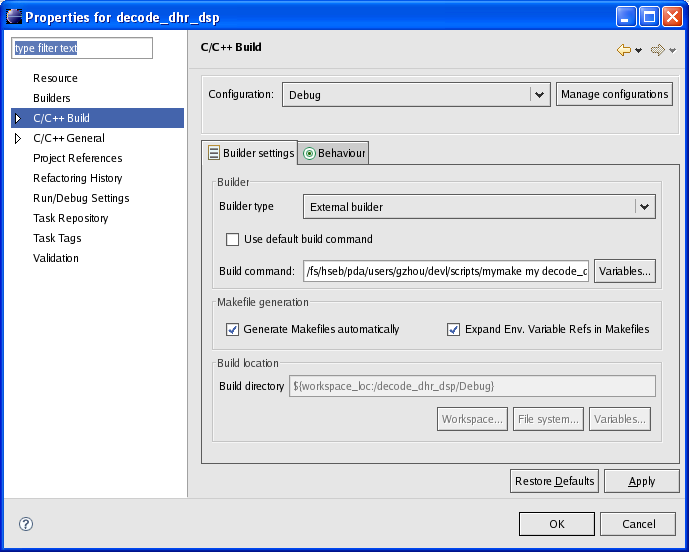 Properties for decode_dhr_dsp
type filter text
Resource
Builders
C/C++ Build
C/C++ General
Project References
Refactoring History
Run/Debug Settings
Task Repository
Task Tags
Validation
C/C++ Build
Configuration: Debug Manage configurations
Builder settings Behaviour
Builder
Builder type External builder
Use default build command
Build command: /fs/hseb/pda/users/gzhou/devl/scripts/mymake my decode_d Variables...
Makefile generation
Generate Makefiles automatically Expand Env. Variable Refs in Makefiles
Build location
Build directory ${workspace_loc:/decode_dhr_dsp/Debug}
Workspace... File system... Variables...
Restore Defaults Apply
? OK Cancel